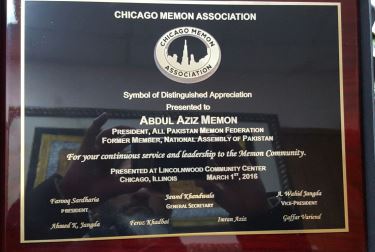 CHICAGO MEMON ASSOCIATION
CHICAGO MEMON
ASSOCIATION
Symbol of Distinguished Appreciation
Presented to
ABDUL AZIZ MEMON
PRESIDENT, ALL PAKISTAN MEMON FEDERATION
FORMER MEMBER, NATIONAL ASSEMBLY OF PAKISTAN
For your continuous service and leadership to the Memon Community.
PRESENTED AT LINCOLNWOOD COMMUNITY CENTER
CHICAGO, ILLINOIS MARCH 1ST, 2016
Farooq Sardharia Javed Khandwala A. Wahid Jangda
PRESIDENT GENERAL SECRETARY VICE-PRESIDENT
Ahmed K. Jangda Feroz Khadbai Imran Aziz Gaffar Variend